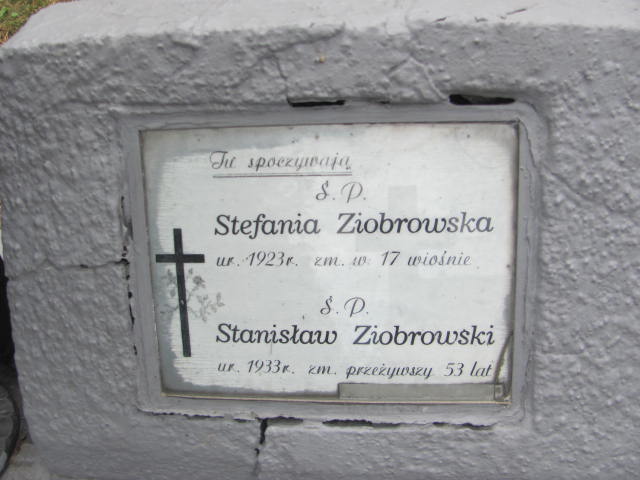 Tu spoczywają
Ś.P.
Stefania Ziobrowska
ur. 1923r. zm. w 17 wiośnie
Ś.P.
Stanisław Ziobrowski
ur. 1933r. zm. przeżywszy 53 lat